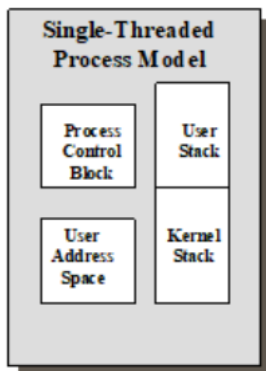 Single-Threaded
Process Model
Process
Control
Block
User
Stack
User
Address
Space
Kernel
Stack